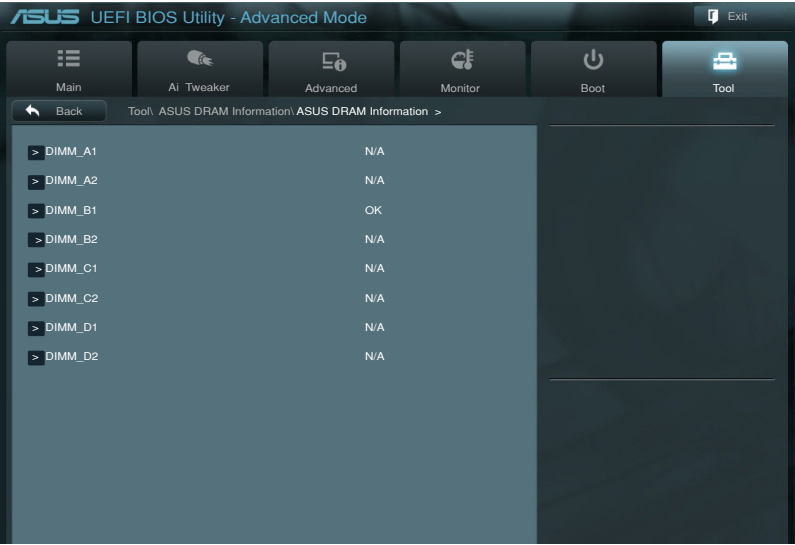 ASUS UEFI BIOS Utility - Advanced Mode
Exit
Main
Ai Tweaker
Advanced
Monitor
Boot
Tool
Back
Tool\ ASUS DRAM Information\ ASUS DRAM Information >
> DIMM_A1 N/A
> DIMM_A2 N/A
> DIMM_B1 OK
> DIMM_B2 N/A
> DIMM_C1 N/A
> DIMM_C2 N/A
> DIMM_D1 N/A
> DIMM_D2 N/A